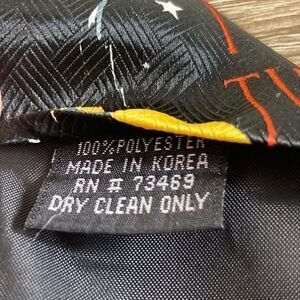 100% POLYESTER
MADE IN KOREA
RN # 73469
DRY CLEAN ONLY